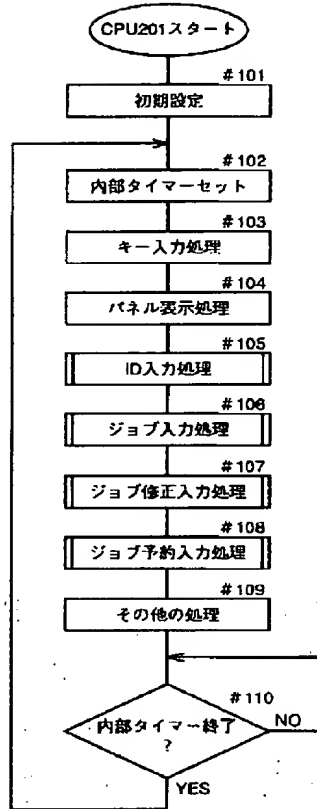 CPU201スタート
#101
初期設定
#102
内部タイマーセット
#103
キー入力処理
#104
パネル表示処理
#105
ID入力処理
#106
ジョブ入力処理
#107
ジョブ修正入力処理
#108
ジョブ予約入力処理
#109
その他の処理
#110
内部タイマー終了
?
NO
YES